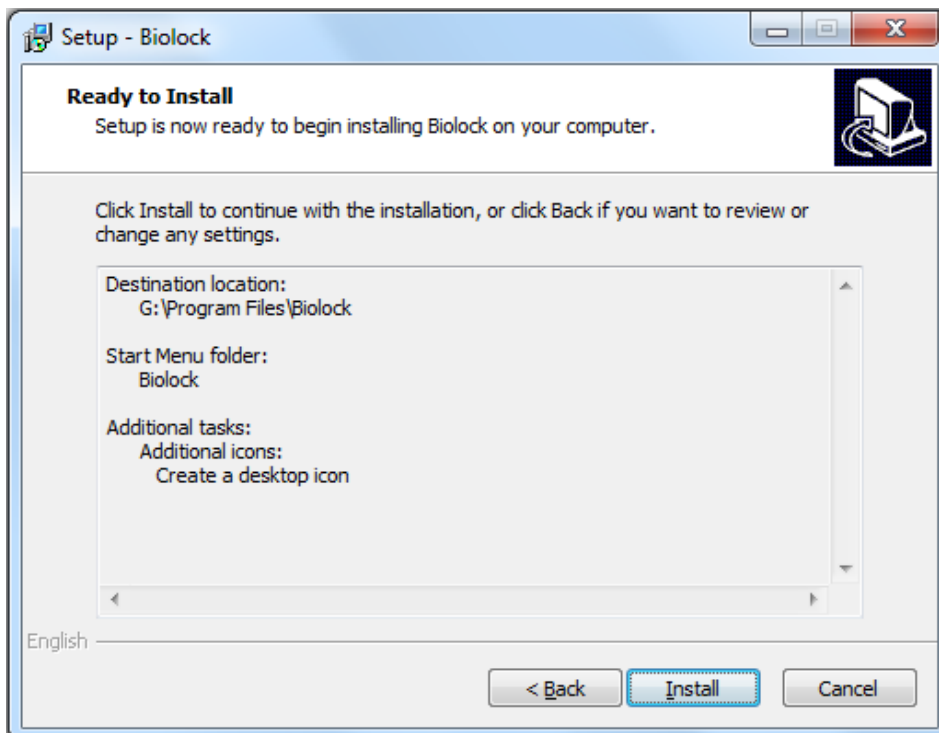 Setup - Biolock
Ready to Install
Setup is now ready to begin installing Biolock on your computer.
Click Install to continue with the installation, or click Back if you want to review or
change any settings.
Destination location:
G:\Program Files\Biolock
Start Menu folder:
Biolock
Additional tasks:
Additional icons:
Create a desktop icon
English
< Back
Install
Cancel